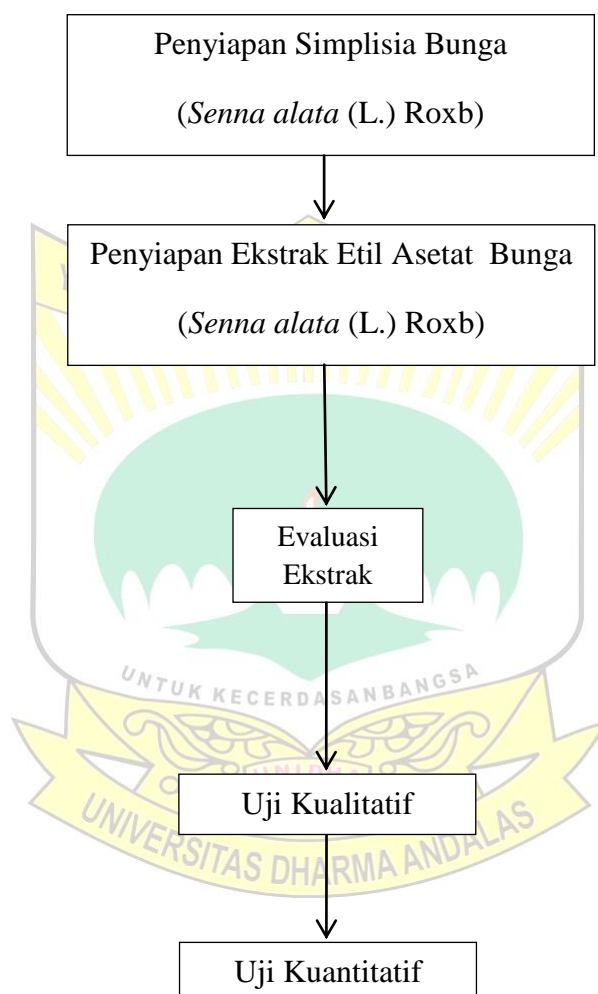 Penyiapan Simplisia Bunga
(Senna alata (L.) Roxb)
Penyiapan Ekstrak Etil Asetat Bunga
(Senna alata (L.) Roxb)
Evaluasi
Ekstrak
UNTUK KECERDASANBANGSA
Uji Kualitatif
UNIVERSITAS DHARMA ANDALAS
Uji Kuantitatif